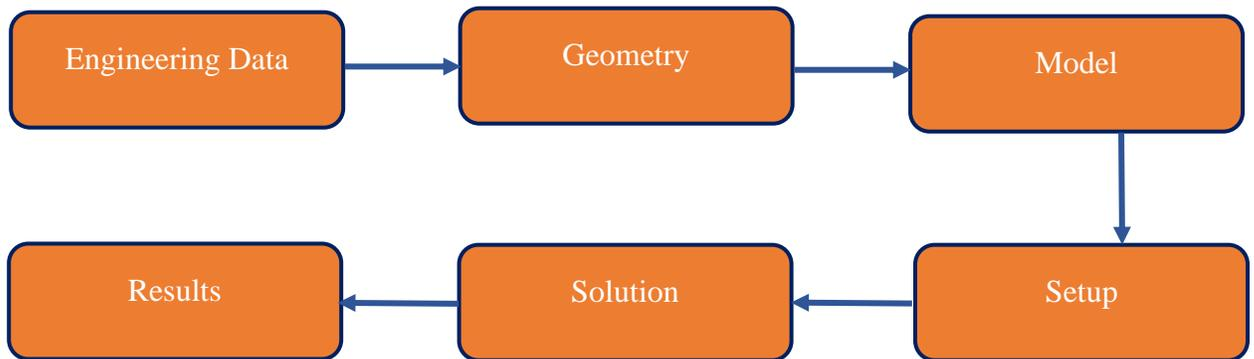 Engineering Data
Geometry
Model
Setup
Solution
Results